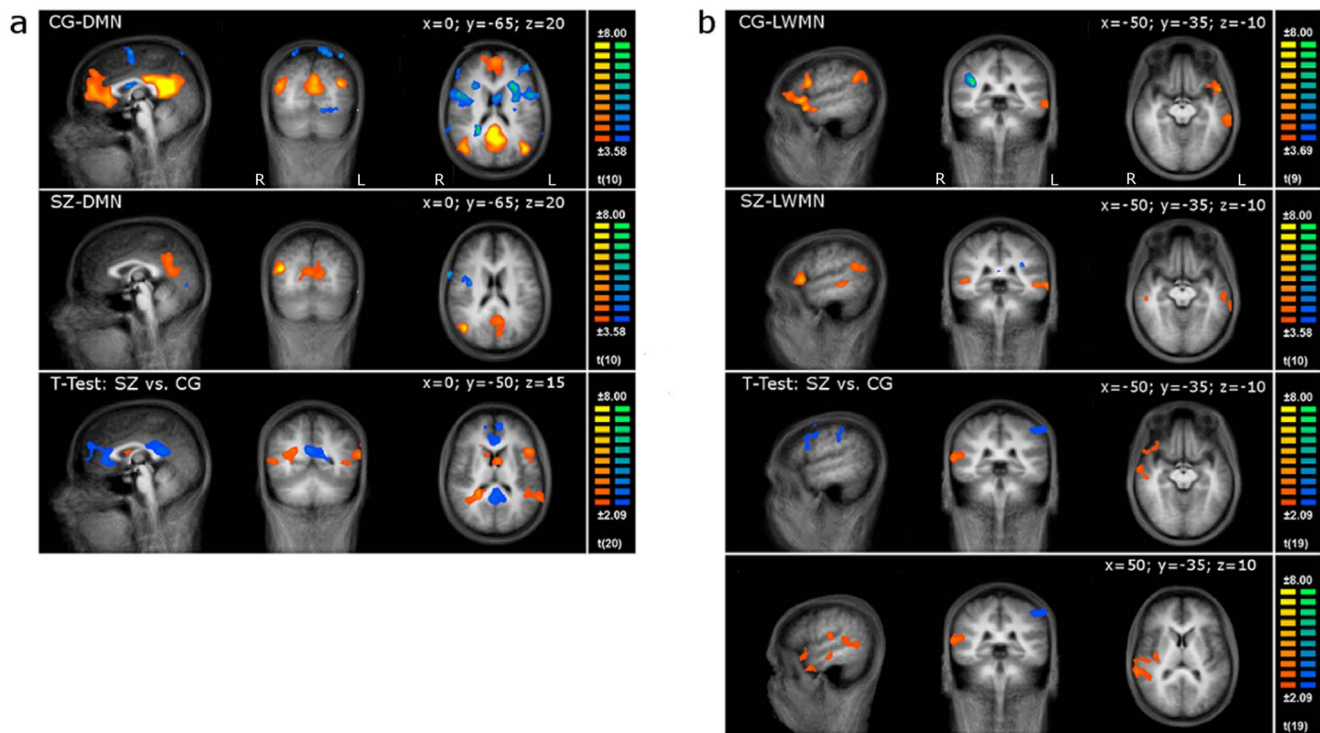 a
CG-DMN x=0; y=-65; z=20
±8.00
±3.58
t(10)
R L R L
SZ-DMN x=0; y=-65; z=20
±8.00
±3.58
t(10)
T-Test: SZ vs. CG x=0; y=-50; z=15
±8.00
±2.09
t(20)
b
CG-LWMN x=-50; y=-35; z=-10
±8.00
±3.69
t(9)
R L R L
SZ-LWMN x=-50; y=-35; z=-10
±8.00
±3.58
t(10)
T-Test: SZ vs. CG x=-50; y=-35; z=-10
±8.00
±2.09
t(19)
x=50; y=-35; z=10
±8.00
±2.09
t(19)